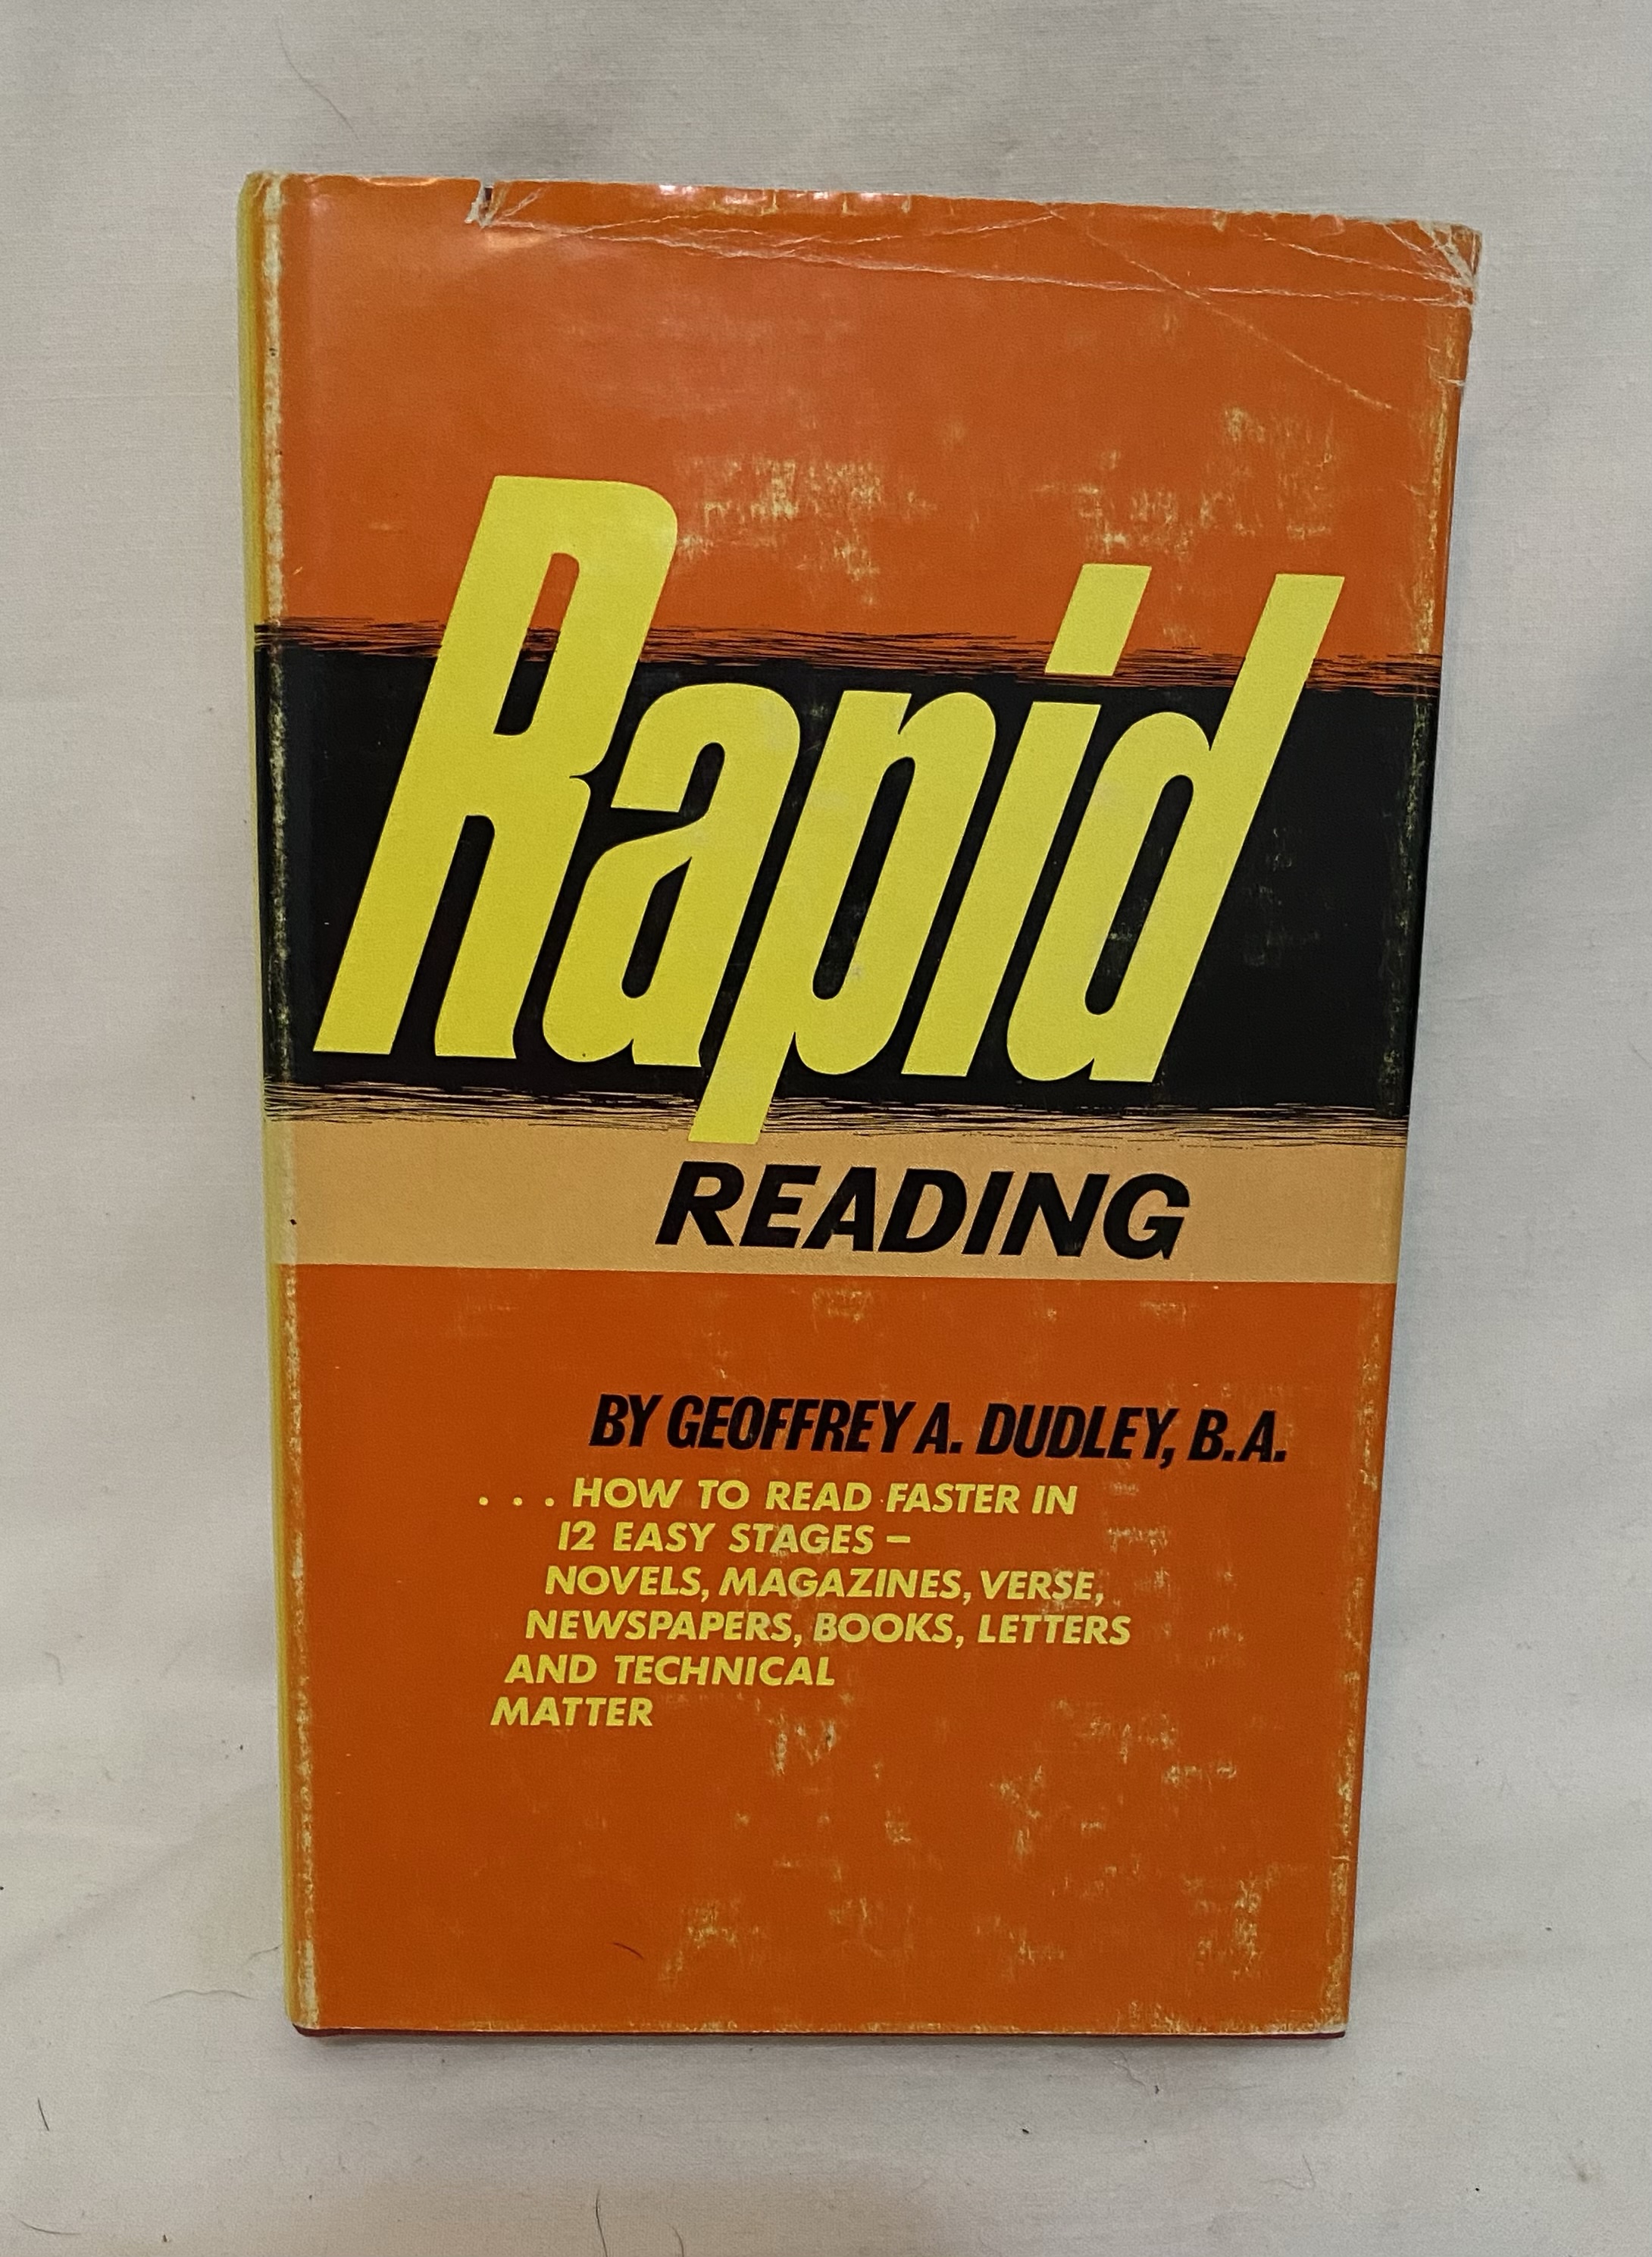 Rapid
READING
BY GEOFFREY A. DUDLEY, B.A.
. . . HOW TO READ FASTER IN
12 EASY STAGES –
NOVELS, MAGAZINES, VERSE,
NEWSPAPERS, BOOKS, LETTERS
AND TECHNICAL
MATTER